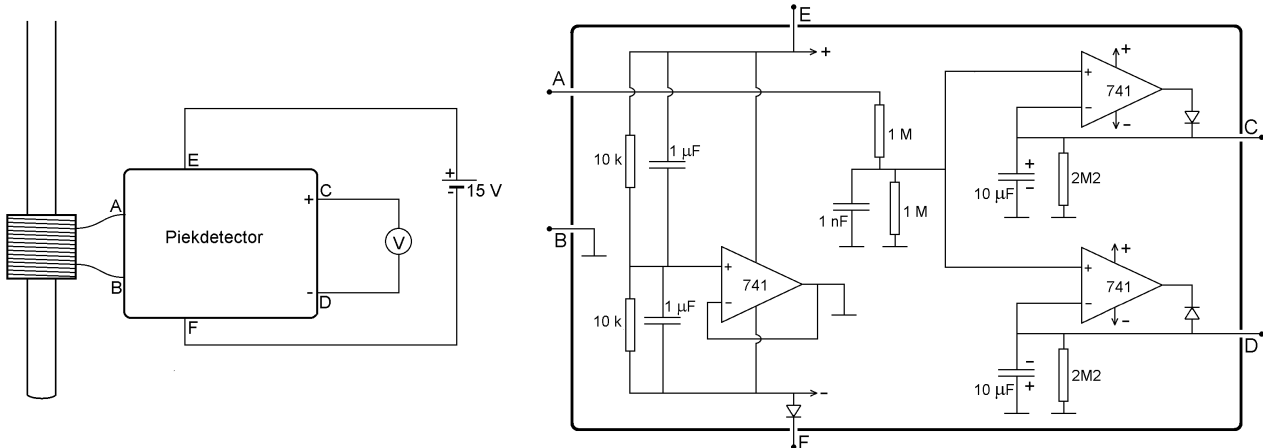 E
+
- 15 V
A
C
+
Piekdetector
V
B
-
D
F
E
+
A
+
741
-
+
-
C
10 k
1 µF
1 M
1 nF
1 M
+
-
10 µF
2M2
B
+
741
-
10 k
1 µF
+
741
-
+
-
D
-
+
10 µF
2M2
-
F